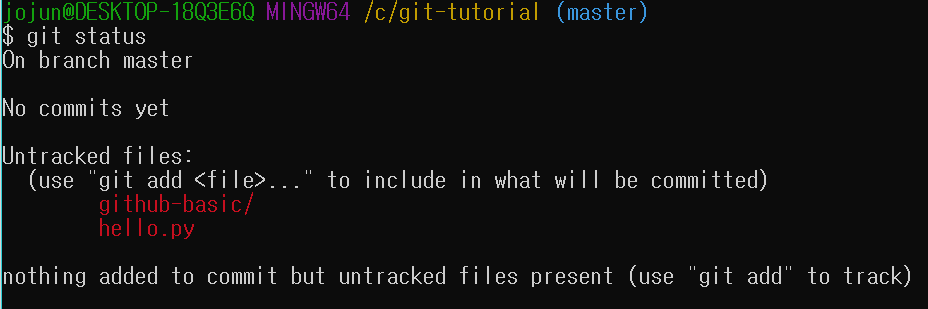 jojun@DESKTOP-18Q3E6Q MINGW64 /c/git-tutorial (master)
$ git status
On branch master
No commits yet
Untracked files:
  (use "git add <file>..." to include in what will be committed)
        github-basic/
        hello.py
nothing added to commit but untracked files present (use "git add" to track)